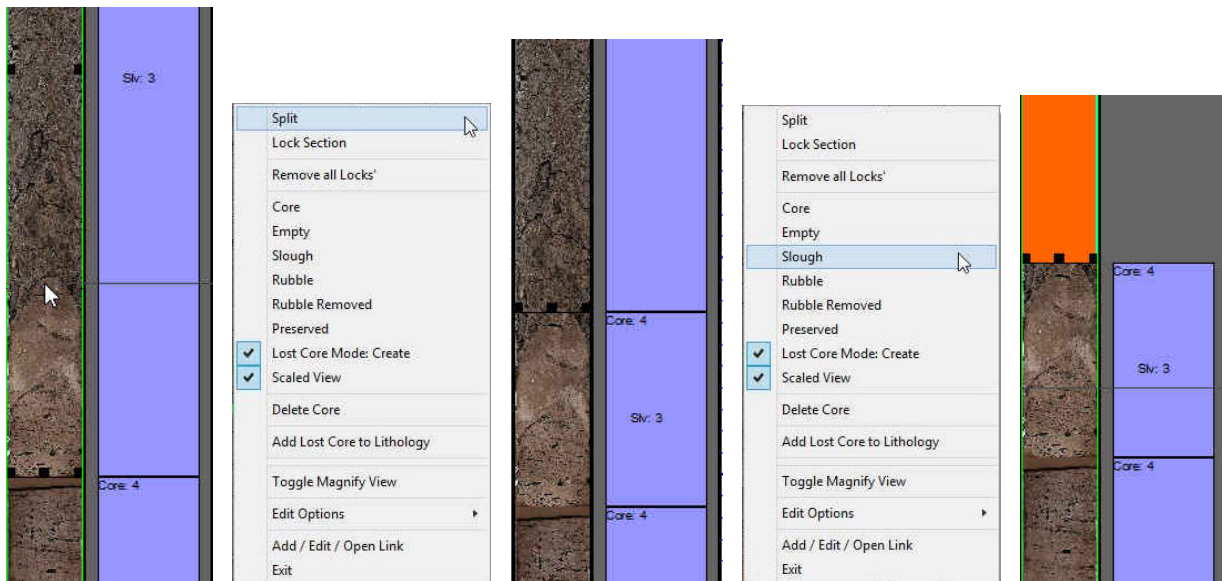 Slv: 3
Core: 4
Split
Lock Section
Remove all Locks'
Core
Empty
Slough
Rubble
Rubble Removed
Preserved
Lost Core Mode: Create
Scaled View
Delete Core
Add Lost Core to Lithology
Toggle Magnify View
Edit Options
Add / Edit / Open Link
Exit
Core: 4
Slv: 3
Core: 4
Split
Lock Section
Remove all Locks'
Core
Empty
Slough
Rubble
Rubble Removed
Preserved
Lost Core Mode: Create
Scaled View
Delete Core
Add Lost Core to Lithology
Toggle Magnify View
Edit Options
Add / Edit / Open Link
Exit
Core: 4
Slv: 3
Core: 4